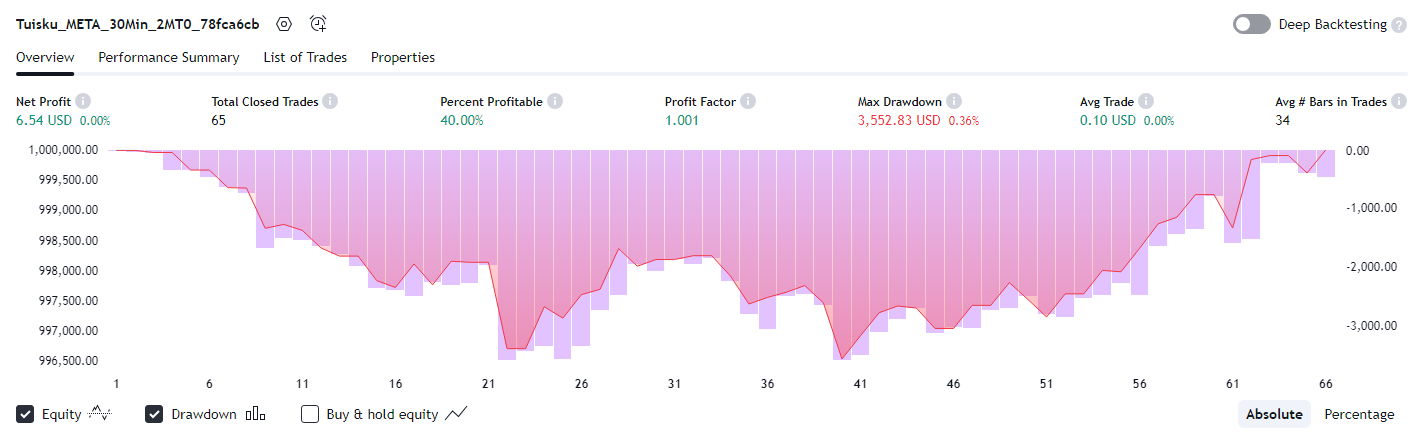 Tuisku_META_30Min_2MT0_78fca6cb Deep Backtesting ?
Overview Performance Summary List of Trades Properties
Net Profit Total Closed Trades Percent Profitable Profit Factor Max Drawdown Avg Trade Avg # Bars in Trades
6.54 USD 0.00% 65 40.00% 1.001 3,552.83 USD 0.36% 0.10 USD 0.00% 34
1,000,000.00 0.00
999,500.00
999,000.00 -1,000.00
998,500.00
998,000.00 -2,000.00
997,500.00
997,000.00 -3,000.00
996,500.00
1 6 11 16 21 26 31 36 41 46 51 56 61 66
Equity Drawdown Buy & hold equity Absolute Percentage